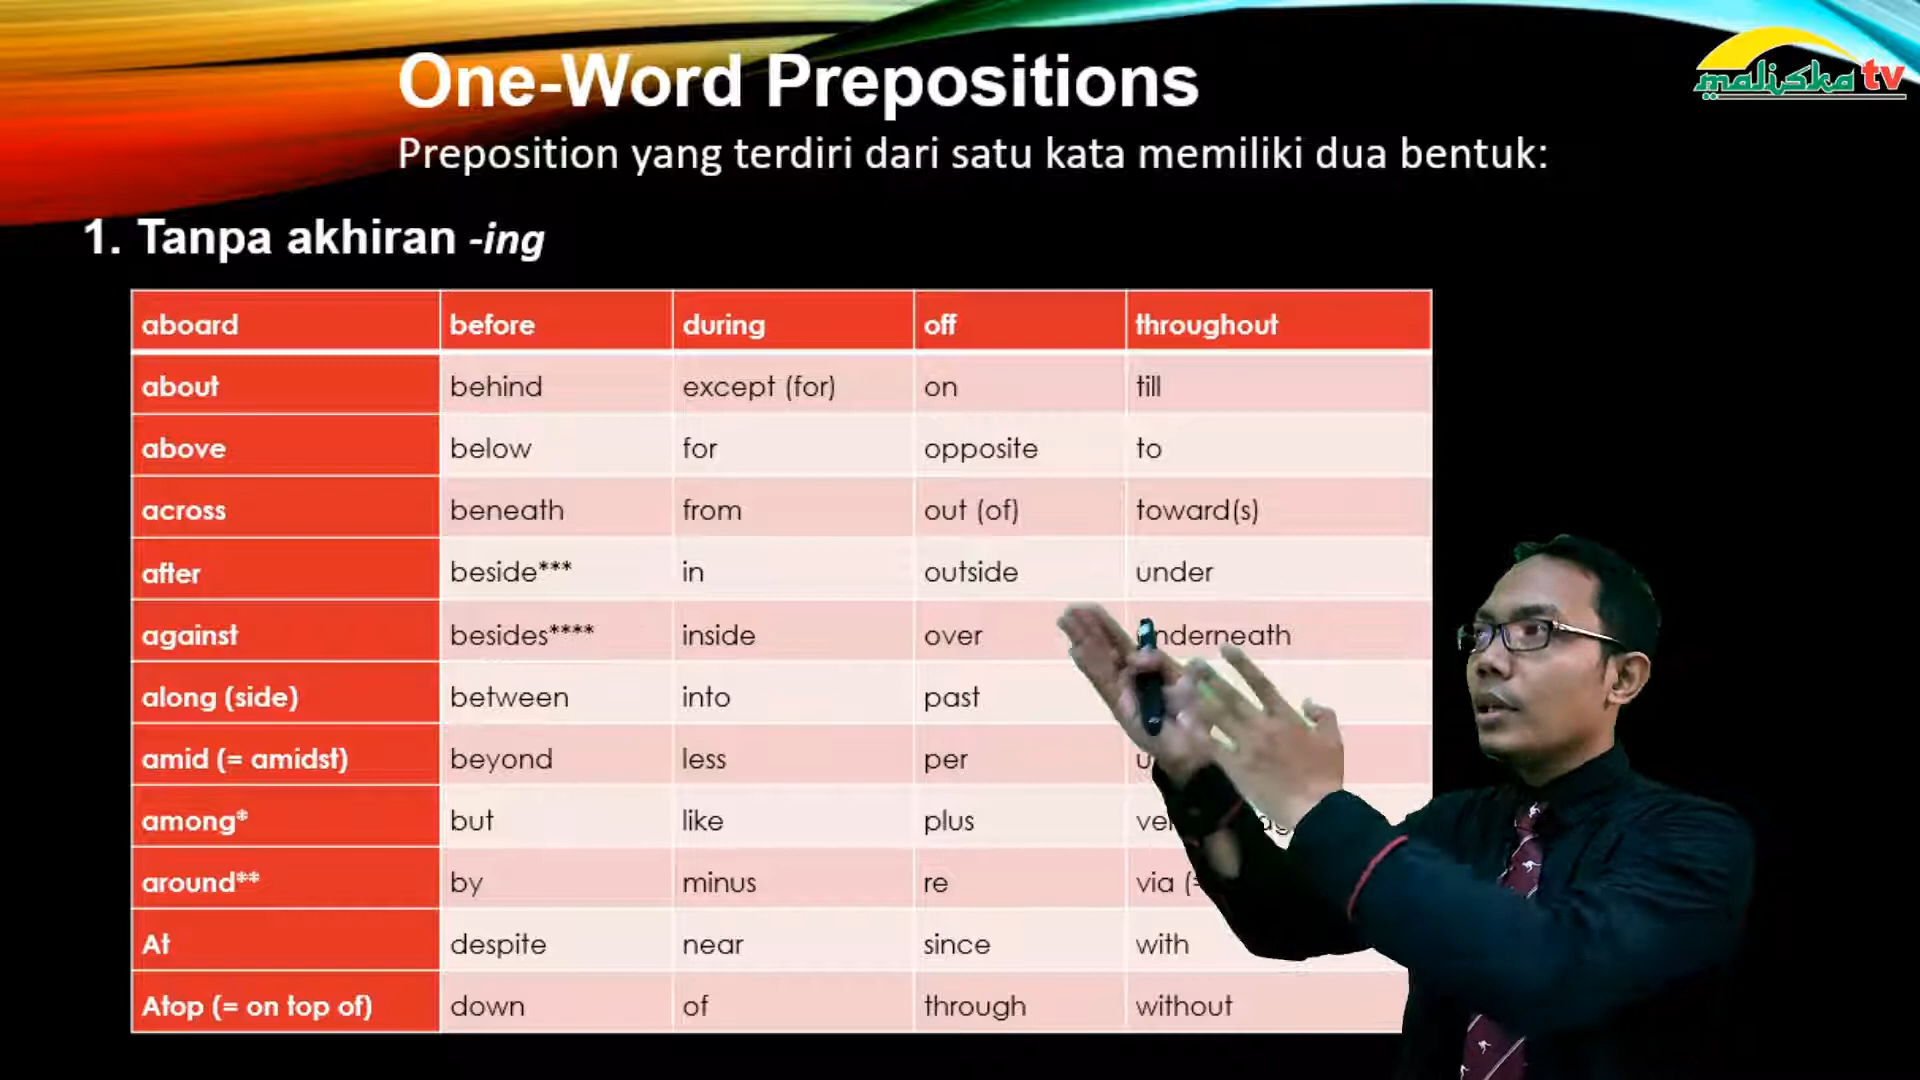 One-Word Prepositions
maliska tv
Preposition yang terdiri dari satu kata memiliki dua bentuk:
1. Tanpa akhiran -ing
aboard before during off throughout
about behind except (for) on till
above below for opposite to
across beneath from out (of) toward(s)
after beside*** in outside under
against besides**** inside over
along (side) between into past
amid (= amidst) beyond less per
among* but like plus
around** by minus re via
At despite near since with
Atop (= on top of) down of through without